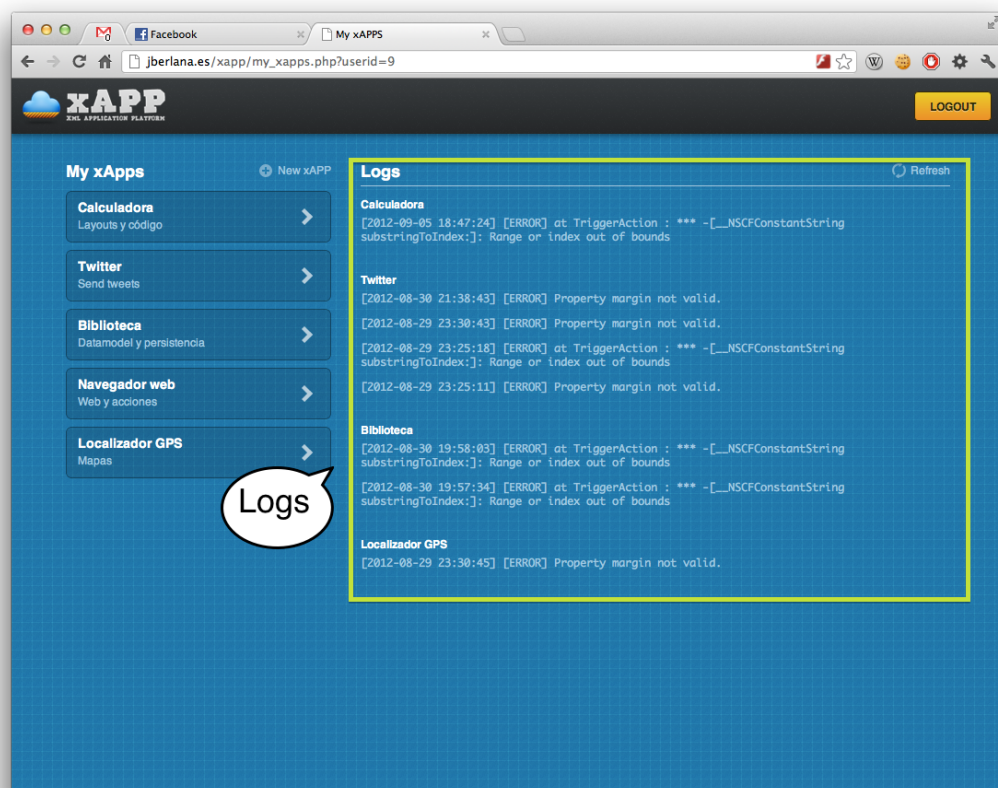 Facebook
My xAPPS
jberlana.es/xapp/my_xapps.php?userid=9
xAPP
XML APPLICATION PLATFORM
LOGOUT
My xApps
New xAPP
Calculadora
Layouts y código
Twitter
Send tweets
Biblioteca
Datamodel y persistencia
Navegador web
Web y acciones
Localizador GPS
Mapas
Logs
Logs
Refresh
Calculadora
[2012-09-05 18:47:24] [ERROR] at TriggerAction : *** -[__NSCFConstantString
substringToIndex:]: Range or index out of bounds
Twitter
[2012-08-30 21:38:43] [ERROR] Property margin not valid.
[2012-08-29 23:30:43] [ERROR] Property margin not valid.
[2012-08-29 23:25:18] [ERROR] at TriggerAction : *** -[__NSCFConstantString
substringToIndex:]: Range or index out of bounds
[2012-08-29 23:25:11] [ERROR] Property margin not valid.
Biblioteca
[2012-08-30 19:58:03] [ERROR] at TriggerAction : *** -[__NSCFConstantString
substringToIndex:]: Range or index out of bounds
[2012-08-30 19:57:34] [ERROR] at TriggerAction : *** -[__NSCFConstantString
substringToIndex:]: Range or index out of bounds
Localizador GPS
[2012-08-29 23:30:45] [ERROR] Property margin not valid.